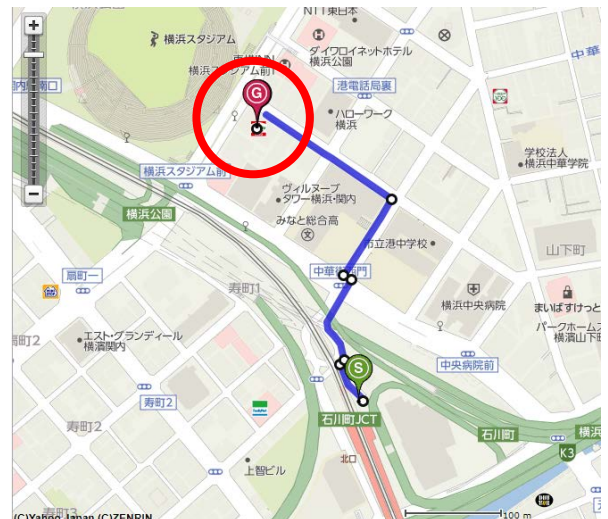 NTT東日本
横浜スタジアム
ダイワロイネットホテル
横浜公園
横浜スタジアム前
港電話局裏
中華
G
ハローワーク
横浜
学校法人
横浜中華学院
横浜スタジアム前
ヴィルヌーブ
タワー横浜・関内
横浜公園
みなと総合高
文
市立港中学校
山下町
扇町一
寿町1
横浜中央病院
まいばすけっと
パークホームズ
横濱山下町
エスト・グランディール
横濱関内
中央病院前
寿町2
S
FamilyMart
石川町JCT
石川町
横浜
寿町2
北口
K3
上智ビル
寿町3
(C)Yahoo Japan (C)ZENRIN
100 m